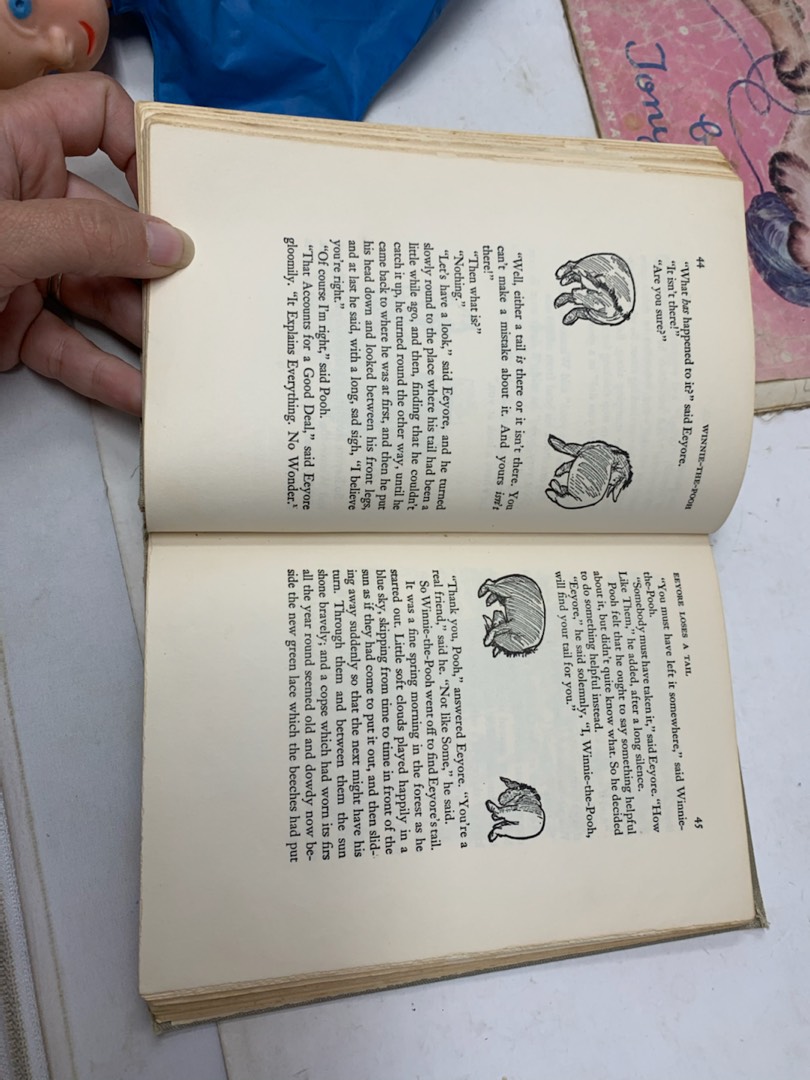 44
WINNIE-THE-POOH
"What has happened to it?" said Eeyore.
"It isn't there!"
"Are you sure?"
"Well, either a tail is there or it isn't there. You
can't make a mistake about it. And yours isn't
there!"
"Then what is?"
"Nothing."
"Let's have a look," said Eeyore, and he turned
slowly round to the place where his tail had been a
little while ago, and then, finding that he couldn't
catch it up, he turned round the other way, until he
came back to where he was at first, and then he put
his head down and looked between his front legs,
and at last he said, with a long, sad sigh, "I believe
you're right."
"Of course I'm right," said Pooh.
"That Accounts for a Good Deal," said Eeyore
gloomily. "It Explains Everything. No Wonder."
EEYORE LOSES A TAIL
45
"You must have left it somewhere," said Winnie-
the-Pooh.
"Somebody must have taken it," said Eeyore. "How
Like Them," he added, after a long silence.
Pooh felt that he ought to say something helpful
about it, but didn't quite know what. So he decided
to do something helpful instead.
"Eeyore," he said solemnly, "I, Winnie-the-Pooh,
will find your tail for you."
"Thank you, Pooh," answered Eeyore. "You're a
real friend," said he. "Not like Some," he said.
So Winnie-the-Pooh went off to find Eeyore's tail.
It was a fine spring morning in the forest as he
started out. Little soft clouds played happily in a
blue sky, skipping from time to time in front of the
sun as if they had come to put it out, and then slid-
ing away suddenly so that the next might have his
turn. Through them and between them the sun
shone bravely; and a copse which had worn its firs
all the year round seemed old and dowdy now be-
side the new green lace which the beeches had put
Tony